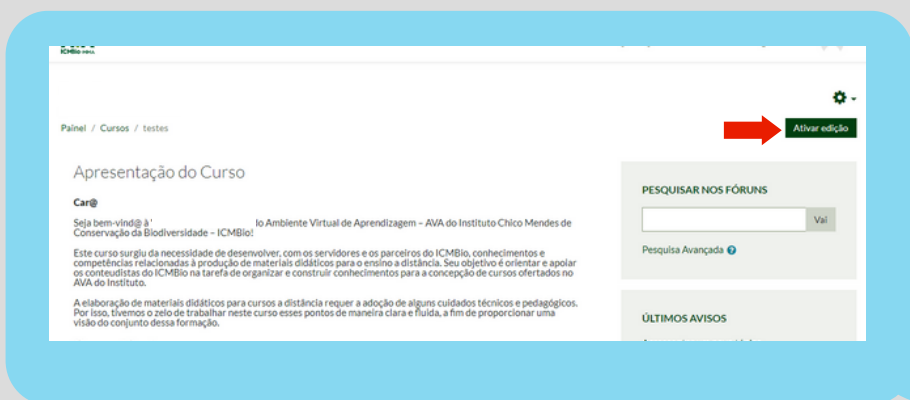 Painel / Cursos / testes
Ativar edição
Apresentação do Curso
Car@
Seja bem-vind@ à ' lo Ambiente Virtual de Aprendizagem – AVA do Instituto Chico Mendes de
Conservação da Biodiversidade – ICMBio!
Este curso surgiu da necessidade de desenvolver, com os servidores e os parceiros do ICMBio, conhecimentos e
competências relacionadas à produção de materiais didáticos para o ensino a distância. Seu objetivo é orientar e apoiar
os conteudistas do ICMBio na tarefa de organizar e construir conhecimentos para a concepção de cursos ofertados no
AVA do Instituto.
A elaboração de materiais didáticos para cursos a distância requer a adoção de alguns cuidados técnicos e pedagógicos.
Por isso, tivemos o zelo de trabalhar neste curso esses pontos de maneira clara e fluida, a fim de proporcionar uma
visão do conjunto dessa formação.
PESQUISAR NOS FÓRUNS
Vai
Pesquisa Avançada
ÚLTIMOS AVISOS